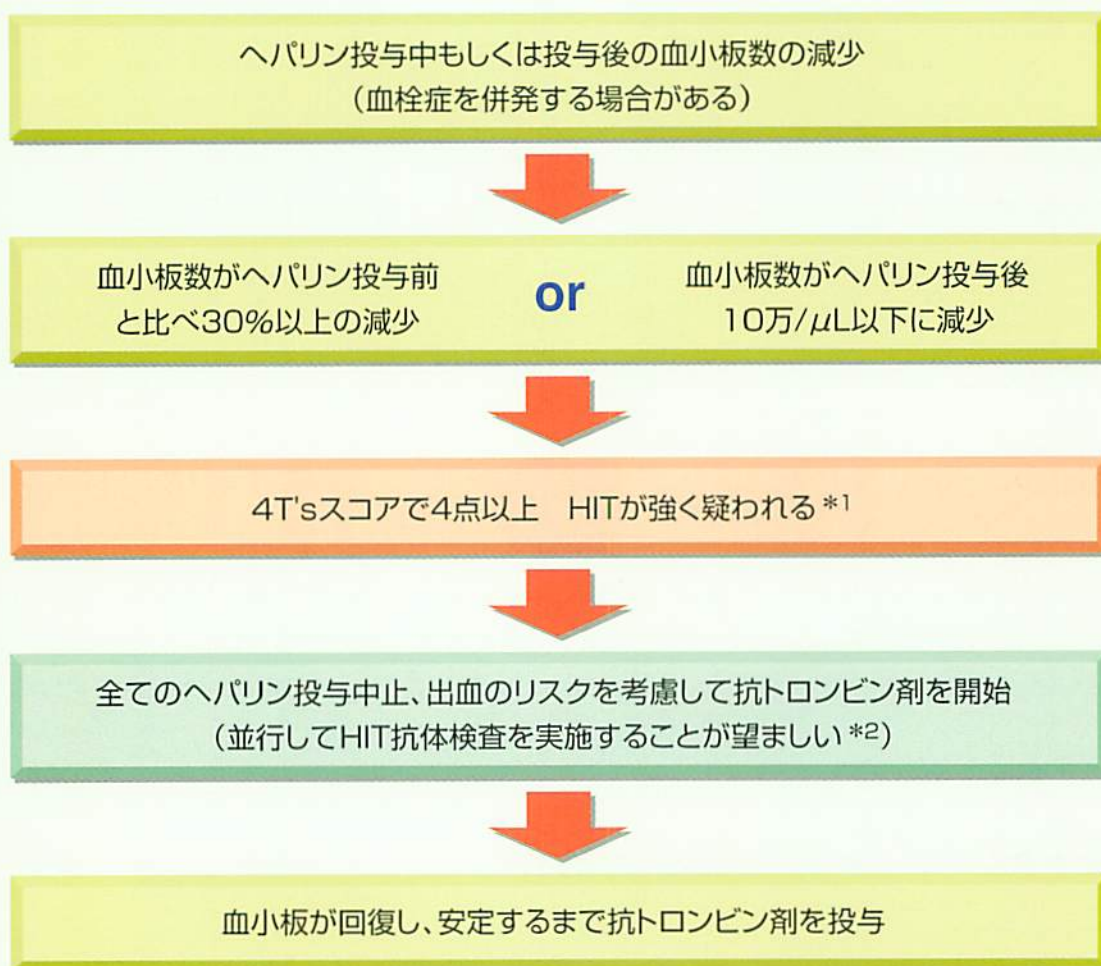 ヘパリン投与中もしくは投与後の血小板数の減少
（血栓症を併発する場合がある）
血小板数がヘパリン投与前
と比べ30%以上の減少
or
血小板数がヘパリン投与後
10万/μL以下に減少
4T'sスコアで4点以上　HITが強く疑われる*1
全てのヘパリン投与中止、出血のリスクを考慮して抗トロンビン剤を開始
（並行してHIT抗体検査を実施することが望ましい*2）
血小板が回復し、安定するまで抗トロンビン剤を投与